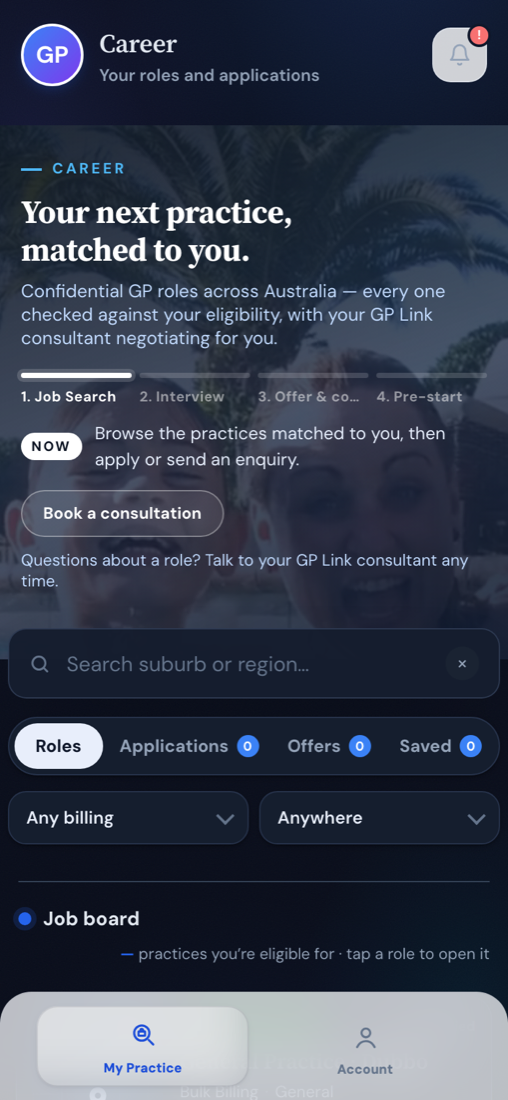 GP
Career
Your roles and applications
!
— CAREER
Your next practice,
matched to you.
Confidential GP roles across Australia — every one
checked against your eligibility, with your GP Link
consultant negotiating for you.
1. Job Search
2. Interview
3. Offer & co...
4. Pre-start
NOW
Browse the practices matched to you, then
apply or send an enquiry.
Book a consultation
Questions about a role? Talk to your GP Link consultant any
time.
Search suburb or region...
×
Roles
Applications 0
Offers 0
Saved 0
Any billing
Anywhere
Job board
— practices you're eligible for · tap a role to open it
My Practice
Account
Bulk Billing
General